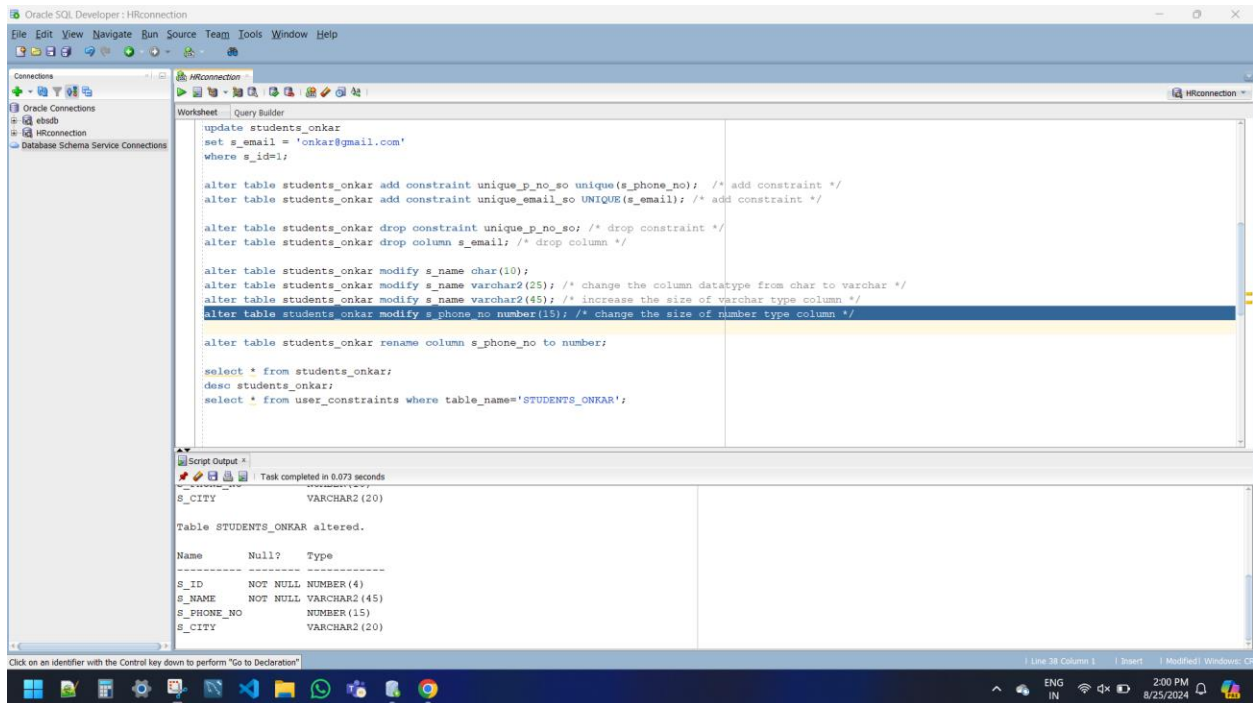 Oracle SQL Developer : HRconnection
File Edit View Navigate Run Source Team Tools Window Help
Connections
Oracle Connections
ebsdb
HRconnection
Database Schema Service Connections
HRconnection
HRconnection
Worksheet Query Builder
update students_onkar
set s_email = 'onkar@gmail.com'
where s_id=1;
alter table students_onkar add constraint unique_p_no_so unique(s_phone_no); /* add constraint */
alter table students_onkar add constraint unique_email_so UNIQUE(s_email); /* add constraint */
alter table students_onkar drop constraint unique_p_no_so; /* drop constraint */
alter table students_onkar drop column s_email; /* drop column */
alter table students_onkar modify s_name char(10);
alter table students_onkar modify s_name varchar2(25); /* change the column datatype from char to varchar */
alter table students_onkar modify s_name varchar2(45); /* increase the size of varchar type column */
alter table students_onkar modify s_phone_no number(15); /* change the size of number type column */
alter table students_onkar rename column s_phone_no to number;
select * from students_onkar;
desc students_onkar;
select * from user_constraints where table_name='STUDENTS_ONKAR';
Script Output ×
Task completed in 0.073 seconds
S_CITY VARCHAR2(20)
Table STUDENTS_ONKAR altered.
Name Null? Type
---------- -------- ------------
S_ID NOT NULL NUMBER(4)
S_NAME NOT NULL VARCHAR2(45)
S_PHONE_NO NUMBER(15)
S_CITY VARCHAR2(20)
Click on an identifier with the Control key down to perform "Go to Declaration"
Line 38 Column 1 Insert Modified Windows: CF
ENG
IN
2:00 PM
8/25/2024